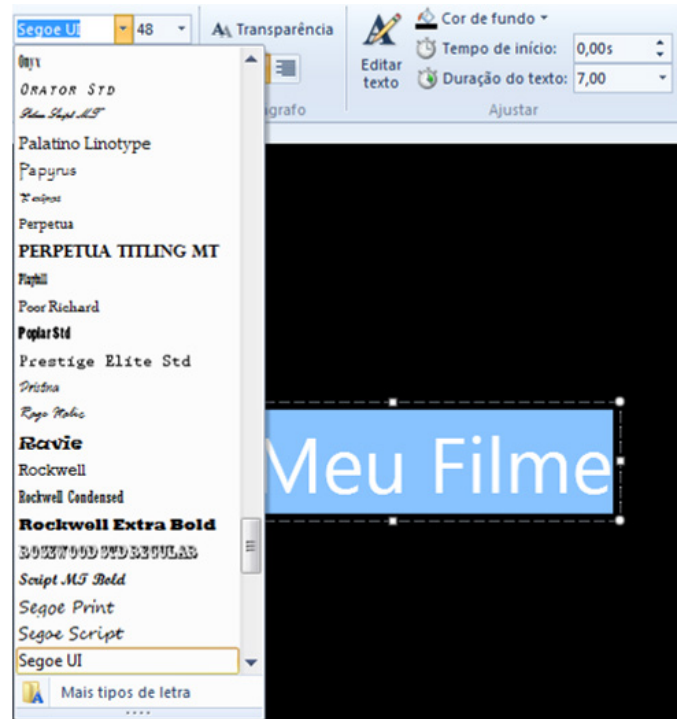 Segoe UI 48 Transparência
Cor de fundo
Tempo de início: 0,00s
Duração do texto: 7,00
Editar
texto
grafo
Ajustar
Onyx
ORATOR STD
Palace Script MT
Palatino Linotype
Papyrus
Perpetua
PERPETUA TITLING MT
Playbill
Poor Richard
Poplar Std
Prestige Elite Std
Pristina
Rage Italic
Ravie
Rockwell
Rockwell Condensed
Rockwell Extra Bold
ROSEWOOD STD REGULAR
Script MT Bold
Segoe Print
Segoe Script
Segoe UI
Mais tipos de letra
Meu Filme